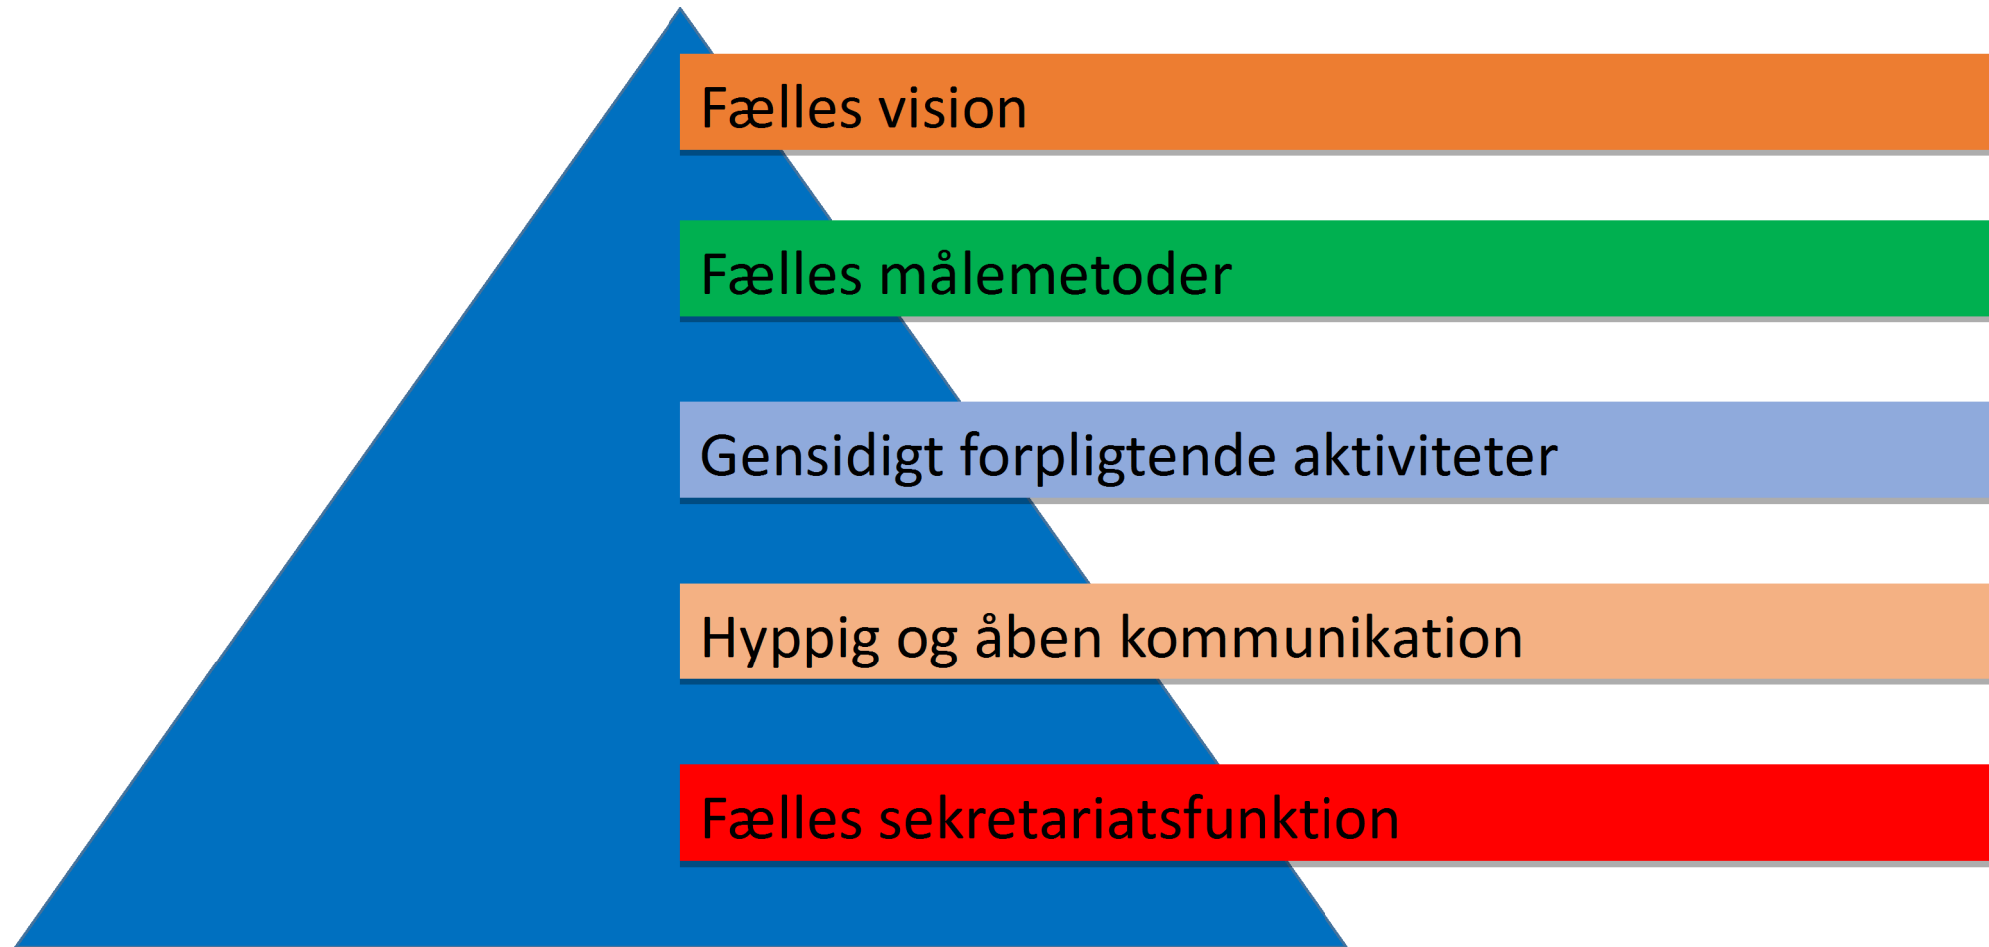 Fælles vision
Fælles målemetoder
Gensidigt forpligtende aktiviteter
Hyppig og åben kommunikation
Fælles sekretariatsfunktion